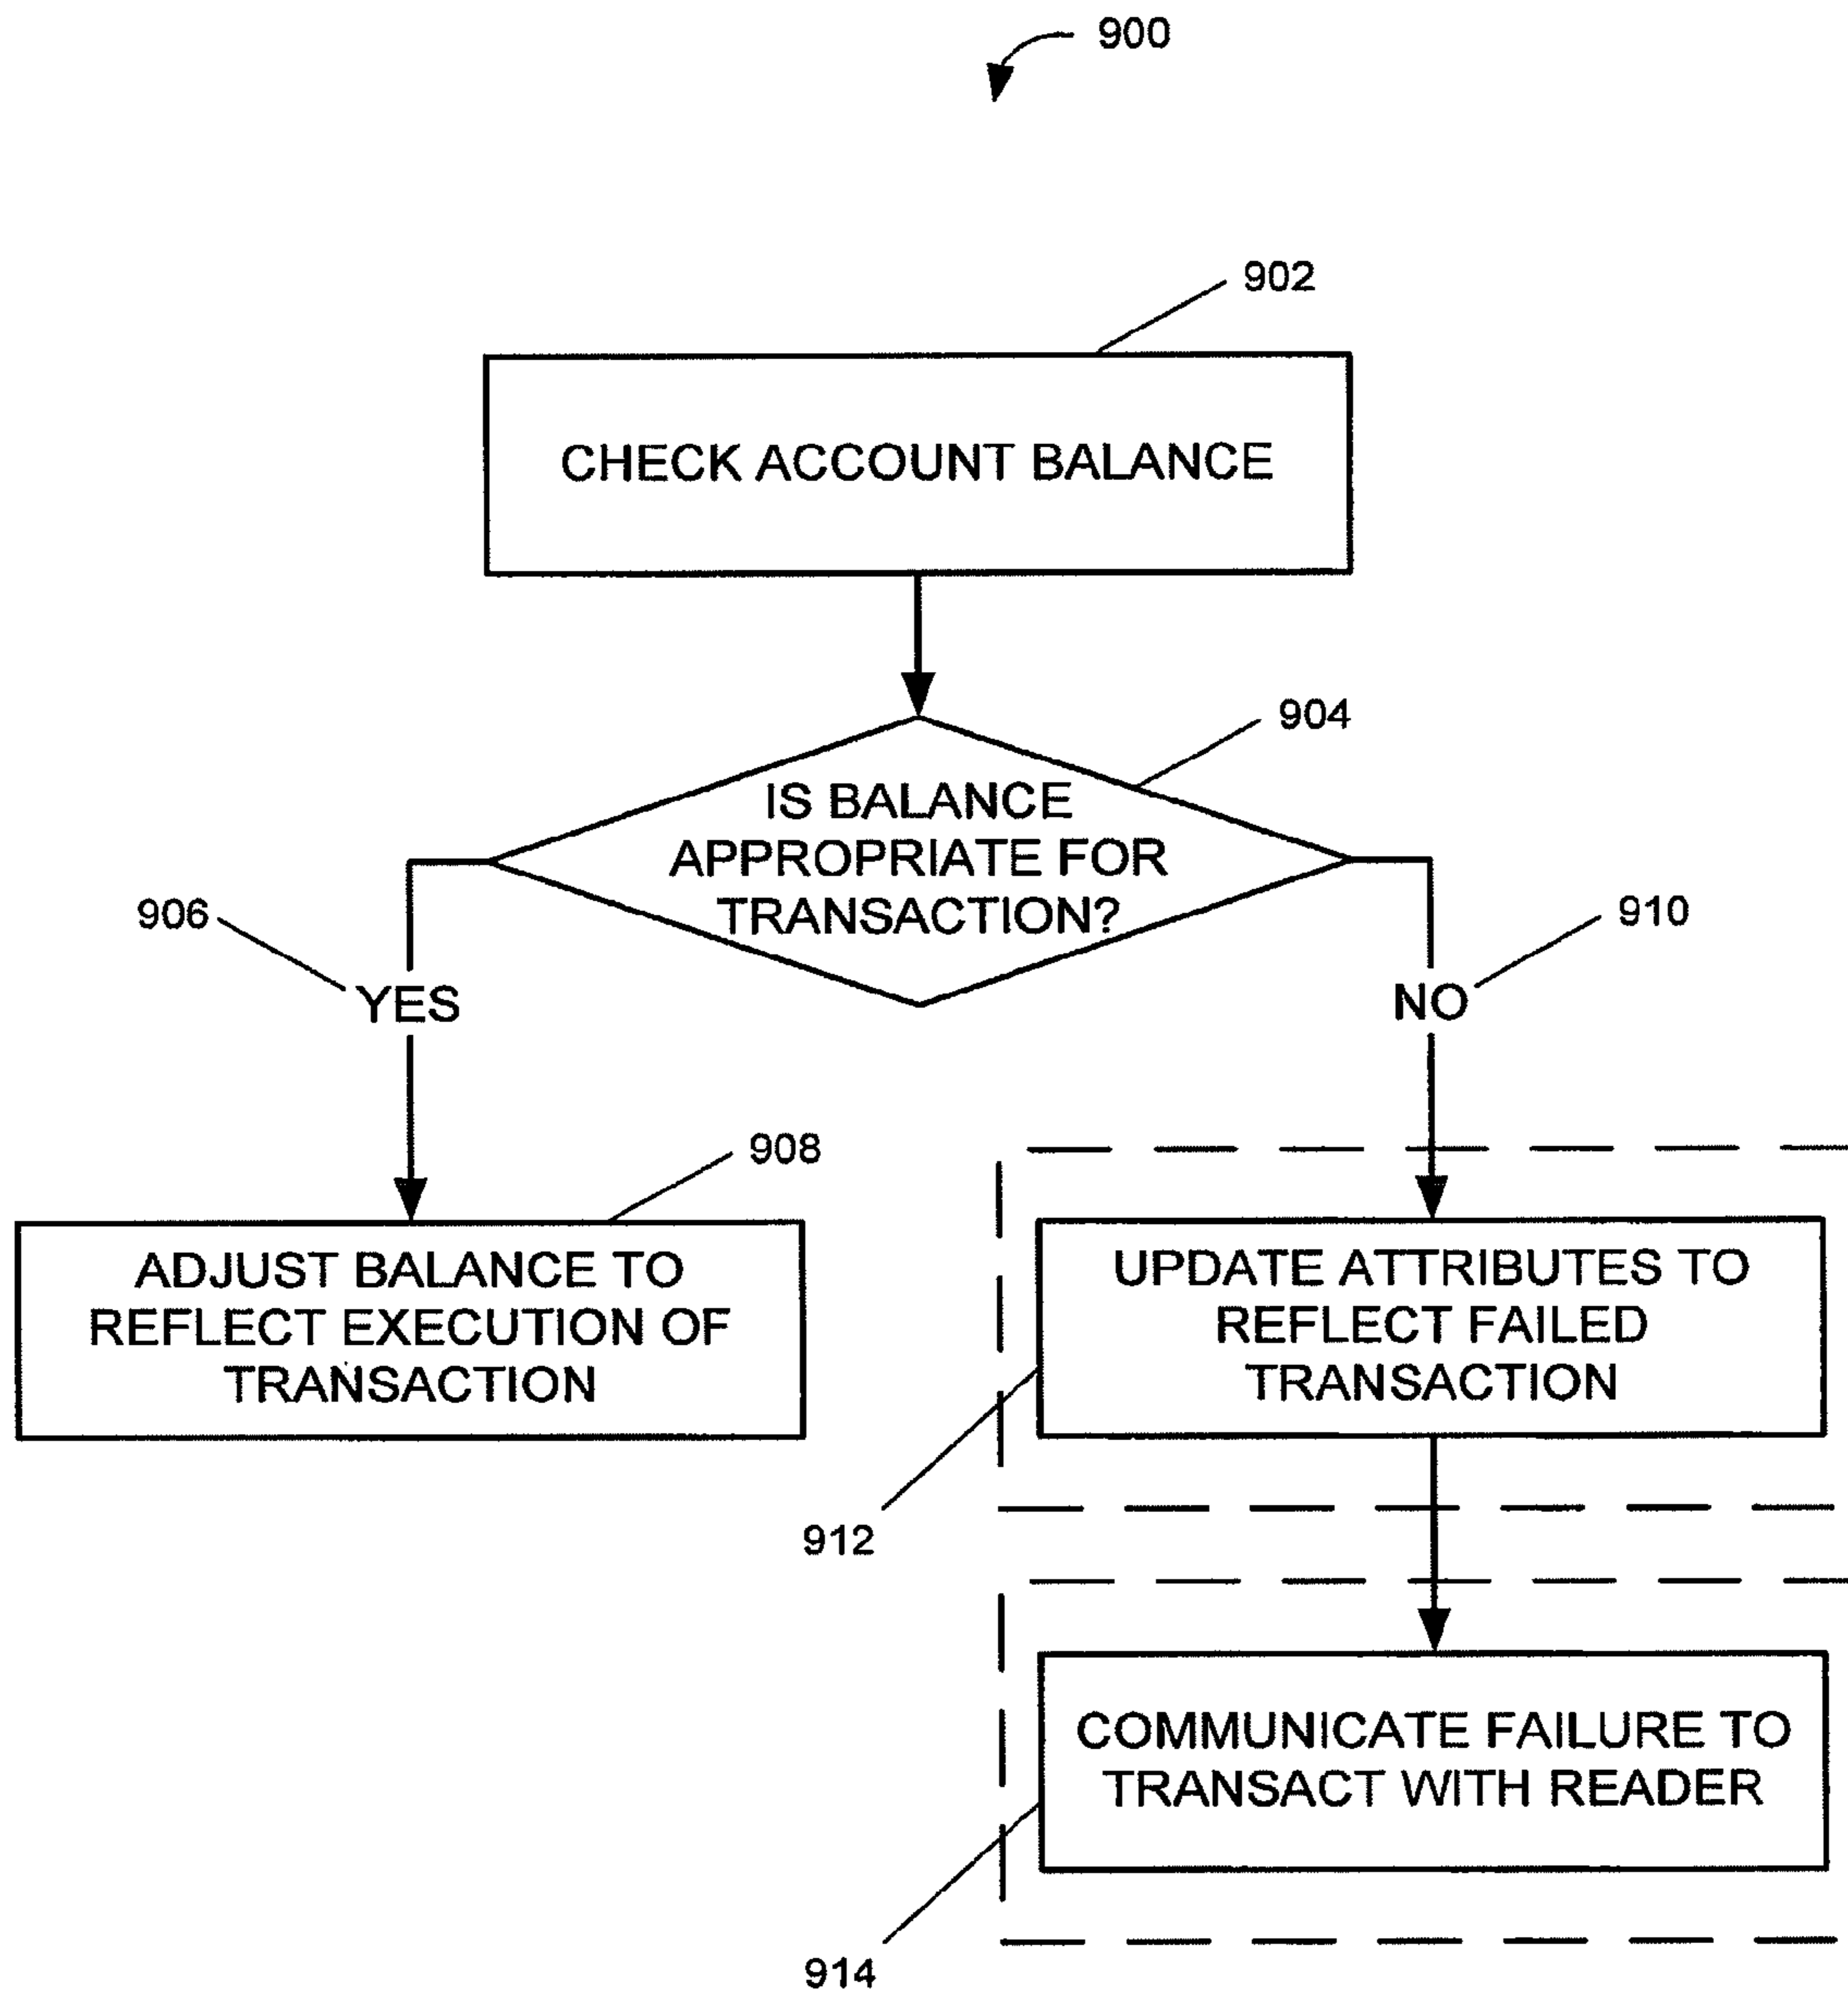 900
902
CHECK ACCOUNT BALANCE
904
IS BALANCE
APPROPRIATE FOR
TRANSACTION?
906
910
YES
NO
908
ADJUST BALANCE TO
REFLECT EXECUTION OF
TRANSACTION
UPDATE ATTRIBUTES TO
REFLECT FAILED
TRANSACTION
912
COMMUNICATE FAILURE TO
TRANSACT WITH READER
914